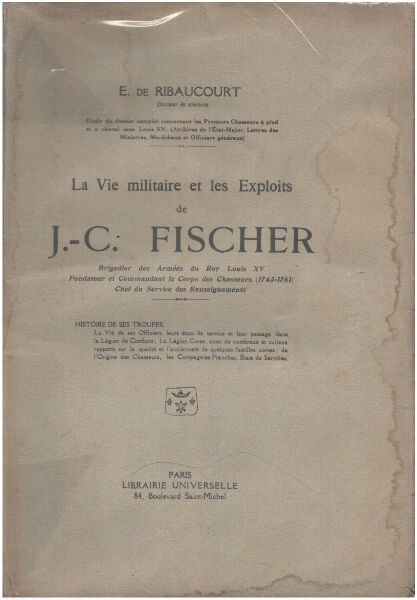 E. DE RIBAUCOURT
Docteur ès sciences
Etude du dossier complet concernant les Premiers Chasseurs à pied
et à cheval sous Louis XV. (Archives de l'État-Major, Lettres des
Ministres, Maréchaux et Officiers généraux)
La Vie militaire et les Exploits
de
J.-C. FISCHER
Brigadier des Armées du Roy Louis XV
Fondateur et Commandant le Corps des Chasseurs (1743-1761)
Chef du Service des Renseignements
HISTOIRE DE SES TROUPES.
La Vie de ses Officiers, leurs états de service et leur passage dans
la Légion de Conflans; La Légion Corse, avec de nombreux et curieux
rapports sur la qualité et l'ancienneté de quelques familles corses; de
l'Origine des Chasseurs, les Compagnies Franches, États de Services,
PARIS
LIBRAIRIE UNIVERSELLE
84, Boulevard Saint-Michel